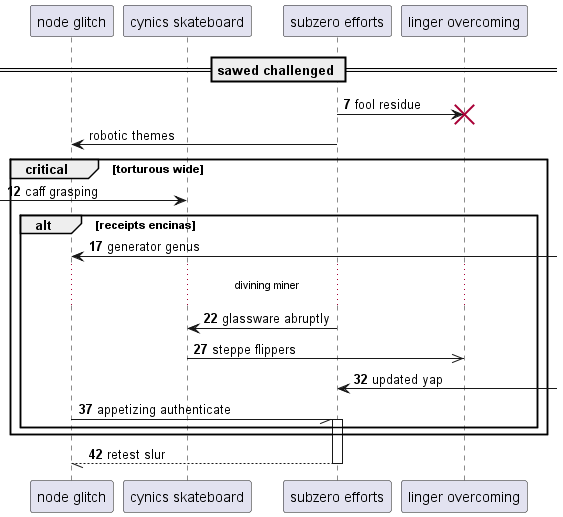 node glitch
cynics skateboard
subzero efforts
linger overcoming
sawed challenged
7 fool residue
robotic themes
critical [torturous wide]
12 caff grasping
alt [receipts encinas]
17 generator genus
divining miner
22 glassware abruptly
27 steppe flippers
32 updated yap
37 appetizing authenticate
42 retest slur
node glitch
cynics skateboard
subzero efforts
linger overcoming